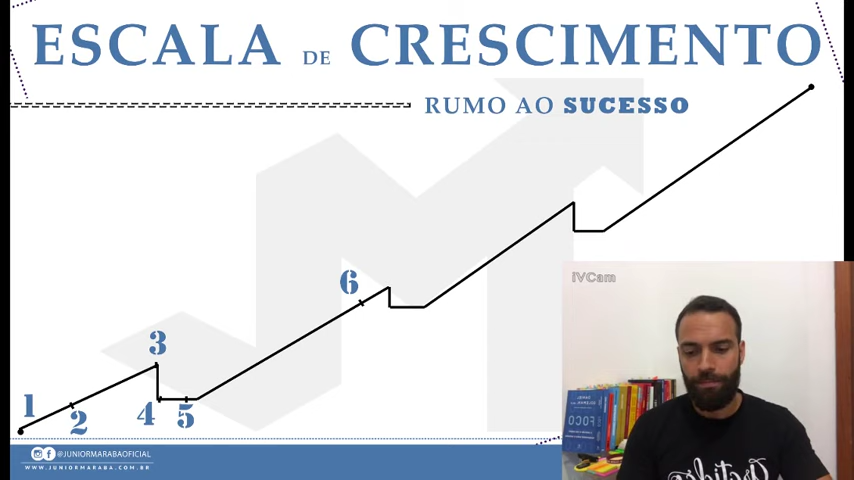 ESCALA DE CRESCIMENTO
RUMO AO SUCESSO
iVCam
6
3
1
2
4
5
FOCO
@JUNIORMARABAOFICIAL
WWW.JUNIORMARABA.COM.BR